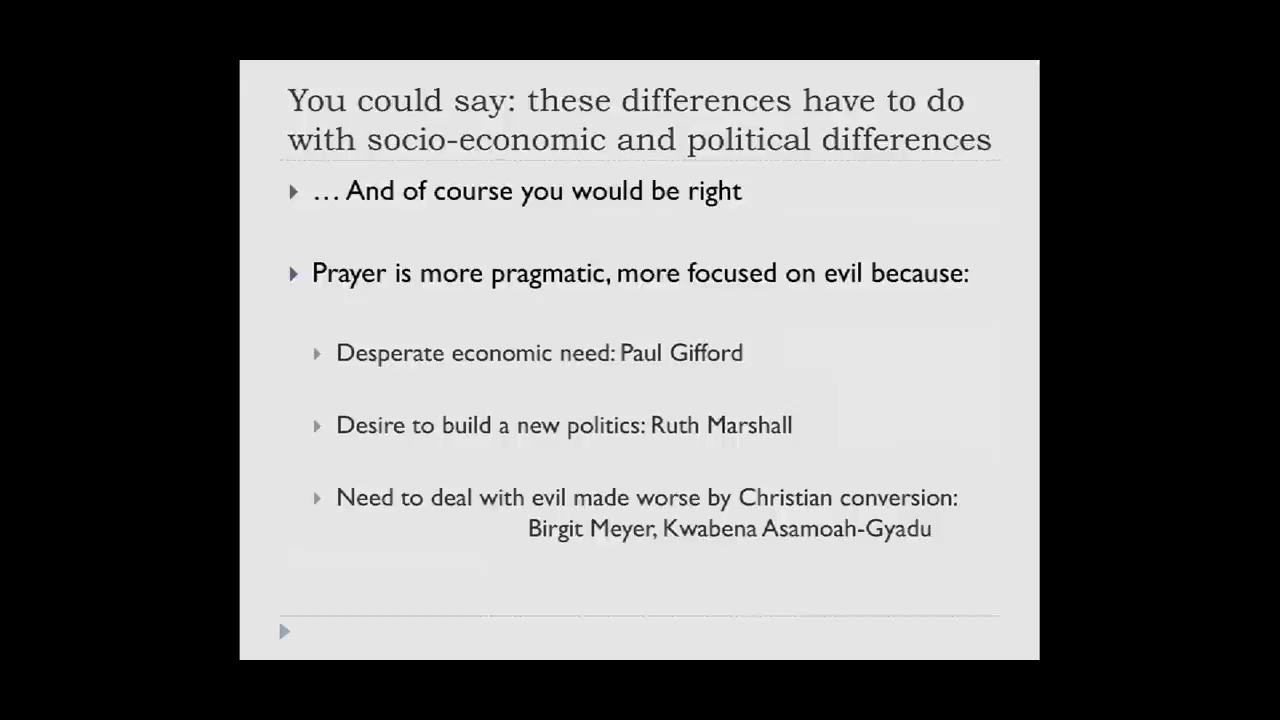 You could say: these differences have to do
with socio-economic and political differences
… And of course you would be right
Prayer is more pragmatic, more focused on evil because:
Desperate economic need: Paul Gifford
Desire to build a new politics: Ruth Marshall
Need to deal with evil made worse by Christian conversion:
Birgit Meyer, Kwabena Asamoah-Gyadu